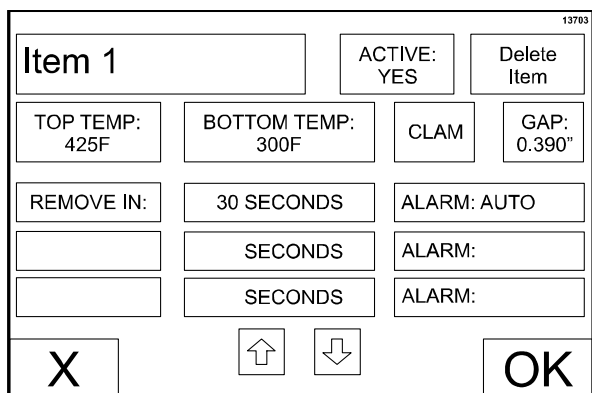 13703
Item 1
ACTIVE:
YES
Delete
Item
TOP TEMP:
425F
BOTTOM TEMP:
300F
CLAM
GAP:
0.390”
REMOVE IN:
30 SECONDS
ALARM: AUTO
SECONDS
ALARM:
SECONDS
ALARM:
X
OK